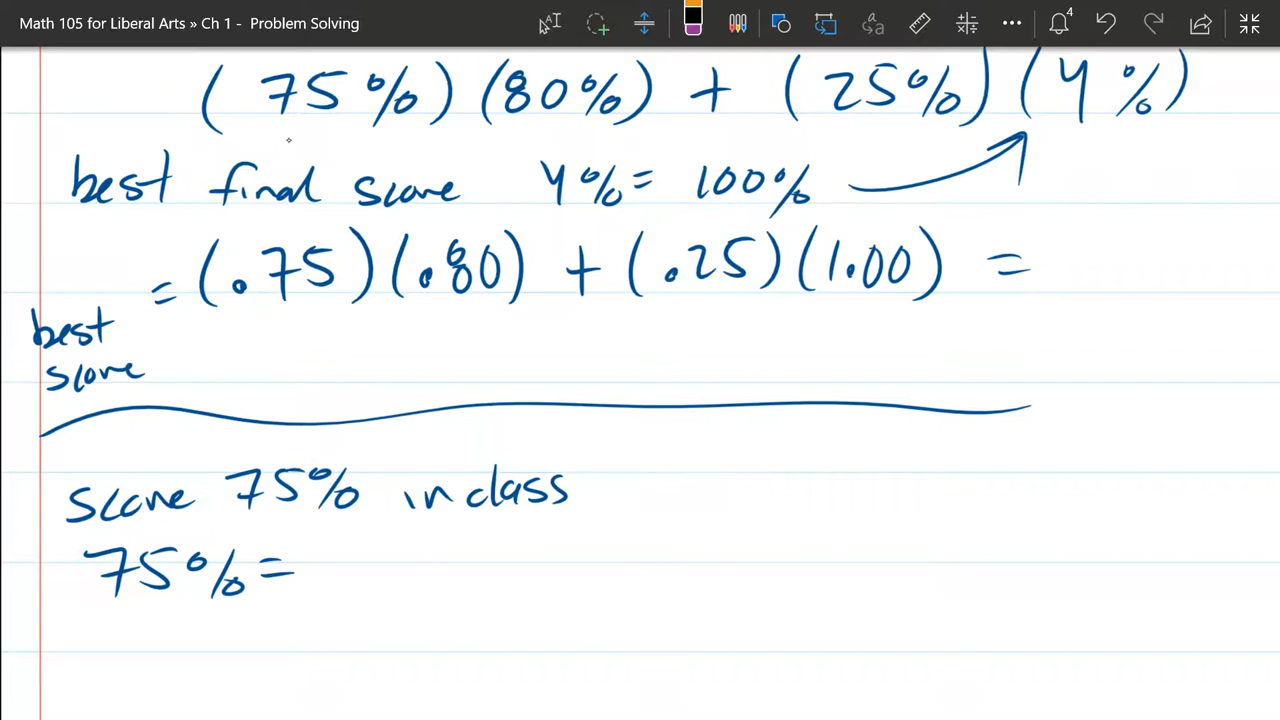 Math 105 for Liberal Arts » Ch 1 - Problem Solving
4
(75%)(80%) + (25%)(y%)
best final score y%= 100%
= (.75)(.80) + (.25)(1.00) =
best
score
score 75% in class
75%=